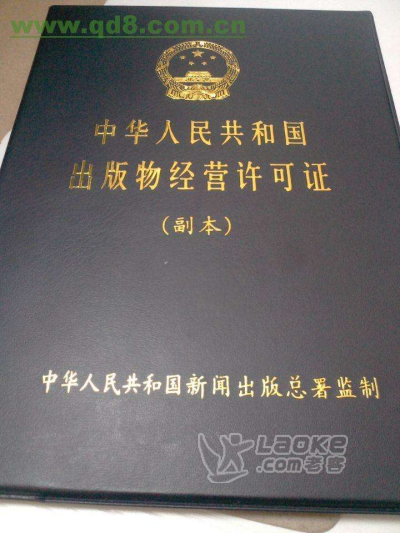 www.qd8.com.cn
中华人民共和国
出版物经营许可证
(副本)
中华人民共和国新闻出版总署监制
LAOKE
.com老客